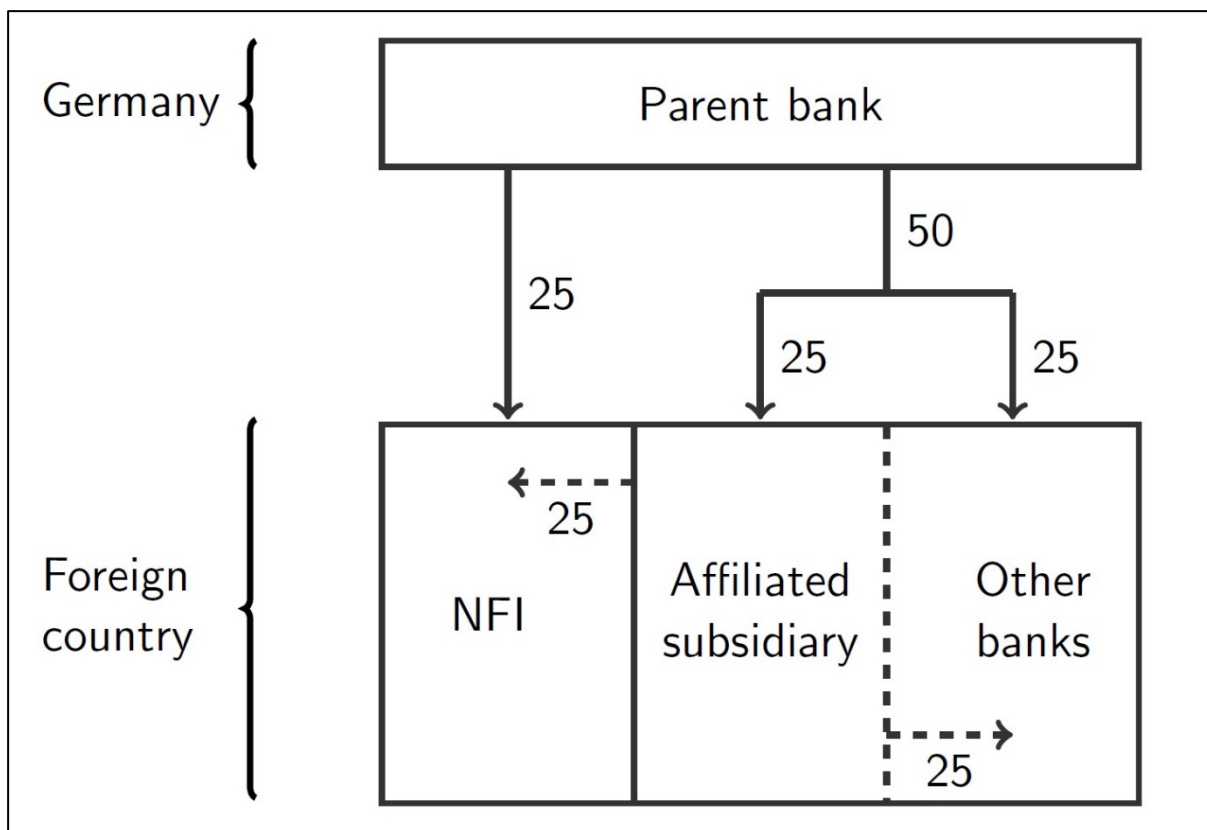 Germany
Parent bank
50
25
25
25
25
NFI
Foreign
country
Affiliated
subsidiary
Other
banks
25